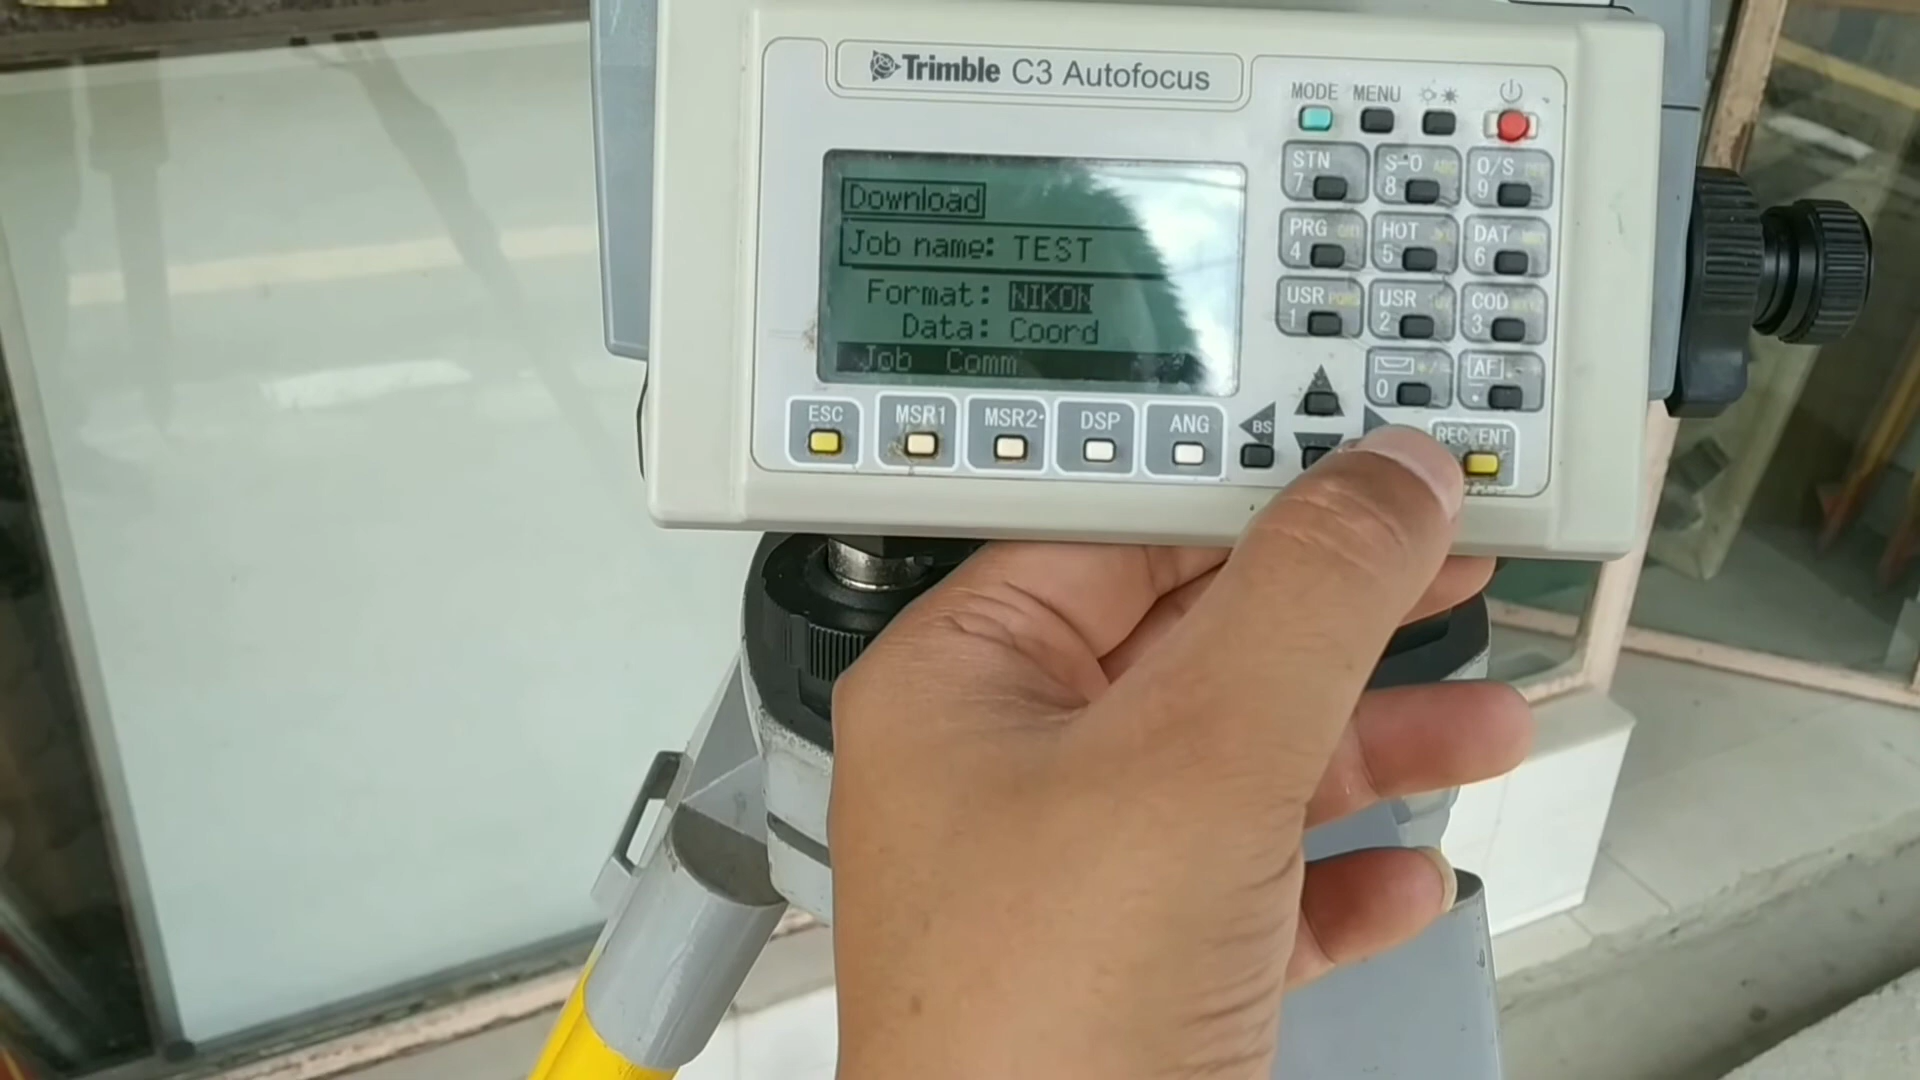 Trimble C3 Autofocus
MODE MENU
Download
Job name: TEST
Format: NIKON
Data: Coord
Job Comm
STN
7
S-O
8
O/S
9
PRG
4
HOT
5
DAT
6
USR
1
USR
2
COD
3
0
AF
.
ESC
MSR1
MSR2
DSP
ANG
BS
REC/ENT